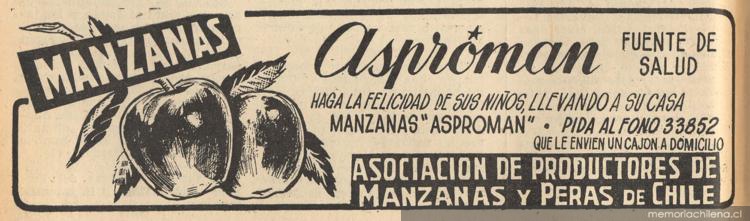 MANZANAS
Asproman
FUENTE DE
SALUD
HAGA LA FELICIDAD DE SUS NIÑOS, LLEVANDO A SU CASA
MANZANAS "ASPROMAN" • PIDA AL FONO 33852
QUE LE ENVIEN UN CAJON A DOMICILIO
ASOCIACION DE PRODUCTORES DE
MANZANAS Y PERAS DE CHILE
memoriachilena.cl